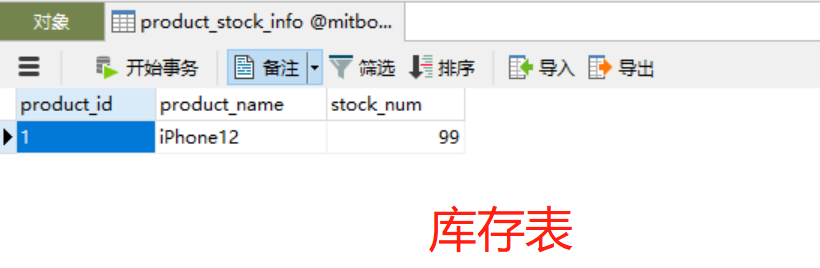 对象 product_stock_info @mitbo...
开始事务 备注 筛选 排序 导入 导出
product_id product_name stock_num
1 iPhone12 99
库存表